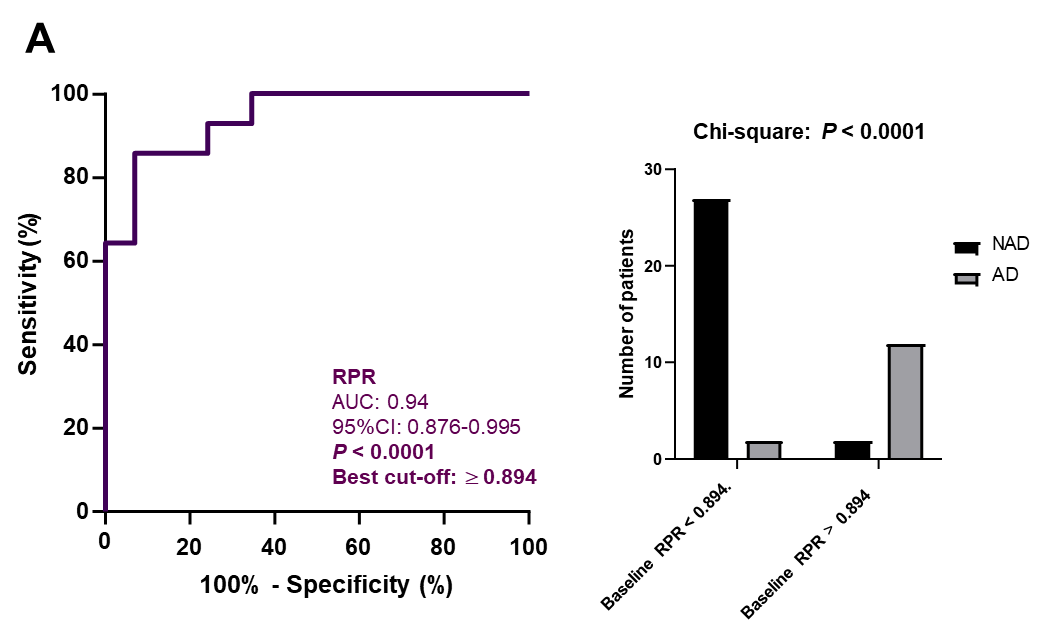 A
100
80
60
40
20
0
Sensitivity (%)
0
20
40
60
80
100
100% - Specificity (%)
RPR
AUC: 0.94
95%CI: 0.876-0.995
P < 0.0001
Best cut-off: ≥ 0.894
Chi-square: P < 0.0001
30
20
10
0
Number of patients
Baseline RPR < 0.894.
Baseline RPR > 0.894
NAD
AD